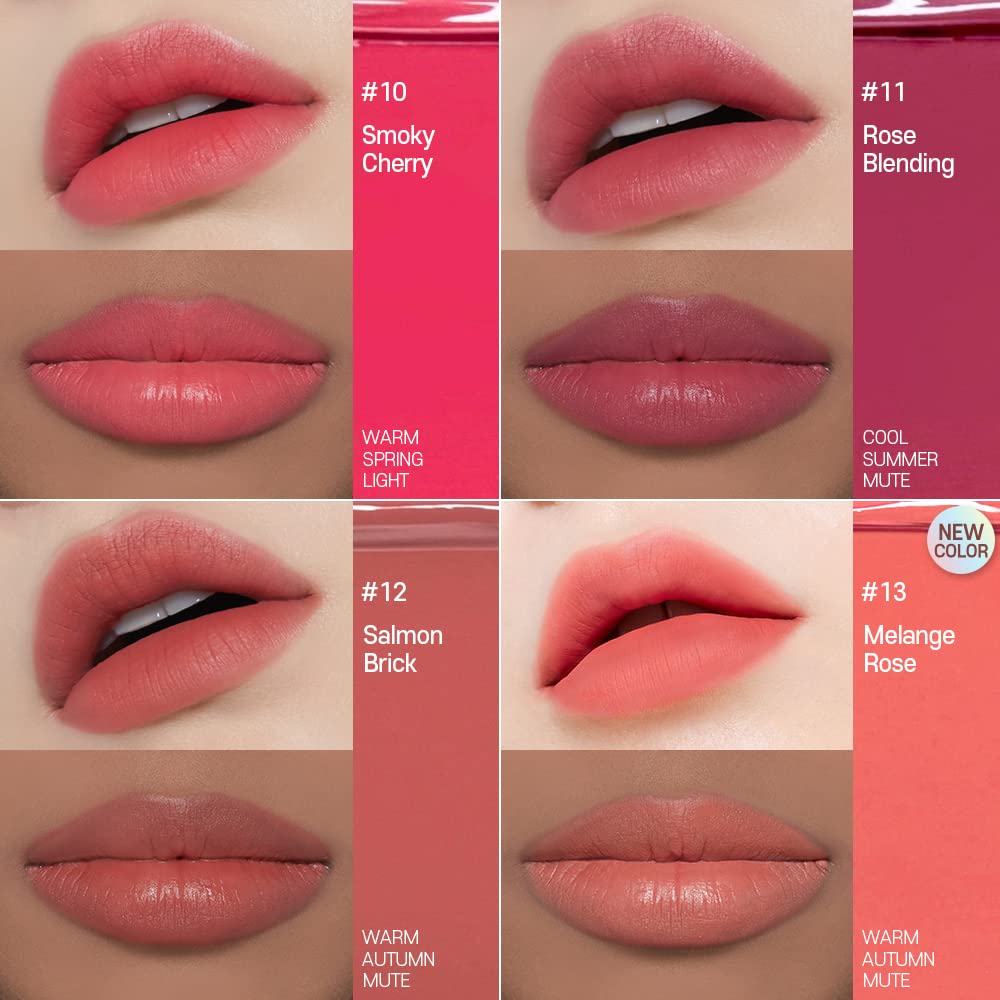 #10
Smoky
Cherry
WARM
SPRING
LIGHT
#11
Rose
Blending
COOL
SUMMER
MUTE
#12
Salmon
Brick
WARM
AUTUMN
MUTE
NEW
COLOR
#13
Melange
Rose
WARM
AUTUMN
MUTE